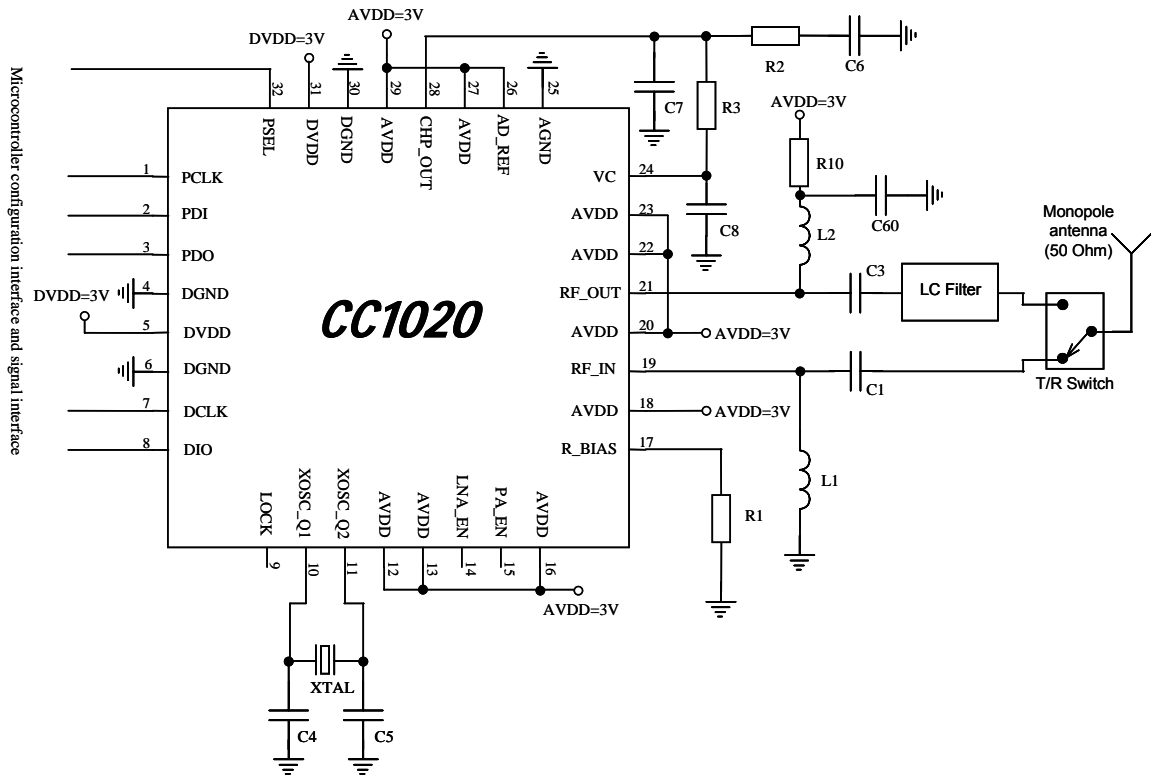 AVDD=3V
DVDD=3V
32
31
30
29
28
27
26
25
PSEL
DVDD
DGND
AVDD
CHP_OUT
AVDD
AD_REF
AGND
R2
C6
C7
R3
AVDD=3V
R10
C60
L2
C8
Microcontroller configuration interface and signal interface
1
PCLK
2
PDI
3
PDO
DVDD=3V
4
DGND
5
DVDD
6
DGND
7
DCLK
8
DIO
CC1020
VC
24
AVDD
23
AVDD
22
RF_OUT
21
AVDD
20
AVDD=3V
RF_IN
19
AVDD
18
AVDD=3V
R_BIAS
17
C3
LC Filter
Monopole
antenna
(50 Ohm)
T/R Switch
C1
L1
R1
LOCK
XOSC_Q1
XOSC_Q2
AVDD
AVDD
LNA_EN
PA_EN
AVDD
9
10
11
12
13
14
15
16
AVDD=3V
XTAL
C4
C5